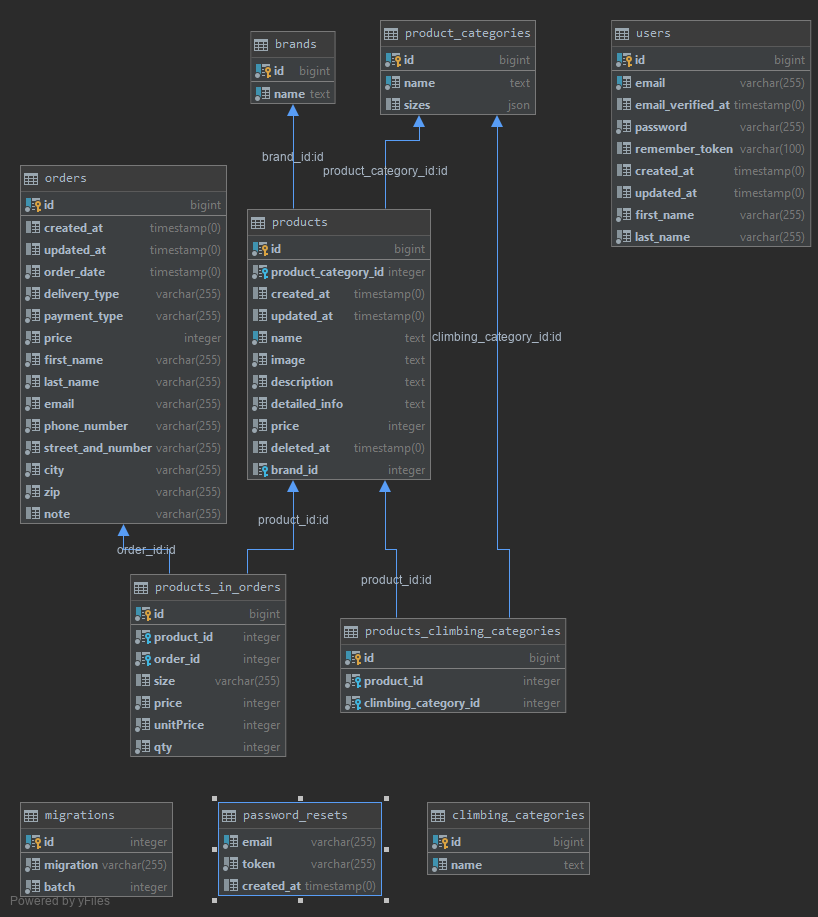 brands
id bigint
name text
product_categories
id bigint
name text
sizes json
users
id bigint
email varchar(255)
email_verified_at timestamp(0)
password varchar(255)
remember_token varchar(100)
created_at timestamp(0)
updated_at timestamp(0)
first_name varchar(255)
last_name varchar(255)
brand_id:id
product_category_id:id
orders
id bigint
created_at timestamp(0)
updated_at timestamp(0)
order_date timestamp(0)
delivery_type varchar(255)
payment_type varchar(255)
price integer
first_name varchar(255)
last_name varchar(255)
email varchar(255)
phone_number varchar(255)
street_and_number varchar(255)
city varchar(255)
zip varchar(255)
note varchar(255)
products
id bigint
product_category_id integer
created_at timestamp(0)
updated_at timestamp(0)
name text
image text
description text
detailed_info text
price integer
deleted_at timestamp(0)
brand_id integer
climbing_category_id:id
product_id:id
order_id:id
product_id:id
products_in_orders
id bigint
product_id integer
order_id integer
size varchar(255)
price integer
unitPrice integer
qty integer
products_climbing_categories
id bigint
product_id integer
climbing_category_id integer
migrations
id integer
migration varchar(255)
batch integer
password_resets
email varchar(255)
token varchar(255)
created_at timestamp(0)
climbing_categories
id bigint
name text
Powered by yFiles